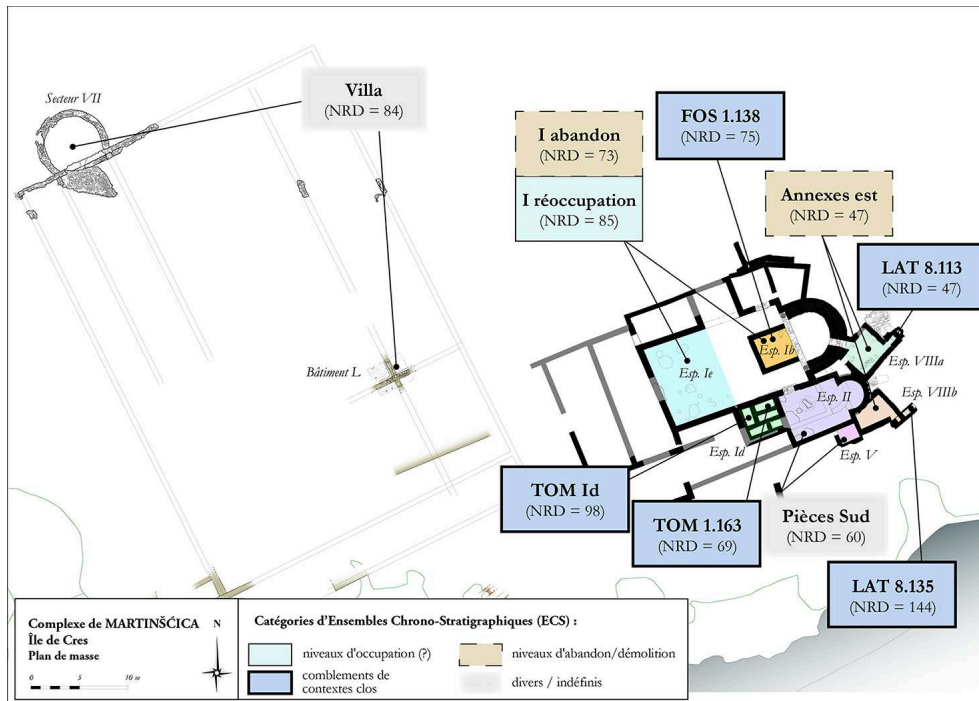 Secteur VII
Villa
(NRD = 84)
FOS 1.138
(NRD = 75)
I abandon
(NRD = 73)
I réoccupation
(NRD = 85)
Annexes est
(NRD = 47)
LAT 8.113
(NRD = 47)
Esp. Ib
Esp. Ie
Esp. VIIIa
Bâtiment L
Esp. II
Esp. VIIIb
Esp. Id
Esp. V
TOM Id
(NRD = 98)
TOM 1.163
(NRD = 69)
Pièces Sud
(NRD = 60)
LAT 8.135
(NRD = 144)
Complexe de MARTINŠĆICA
Île de Cres
Plan de masse
N
0 5 10 m
Catégories d'Ensembles Chrono-Stratigraphiques (ECS) :
niveaux d'occupation (?)
comblements de
contextes clos
niveaux d'abandon/démolition
divers / indéfinis